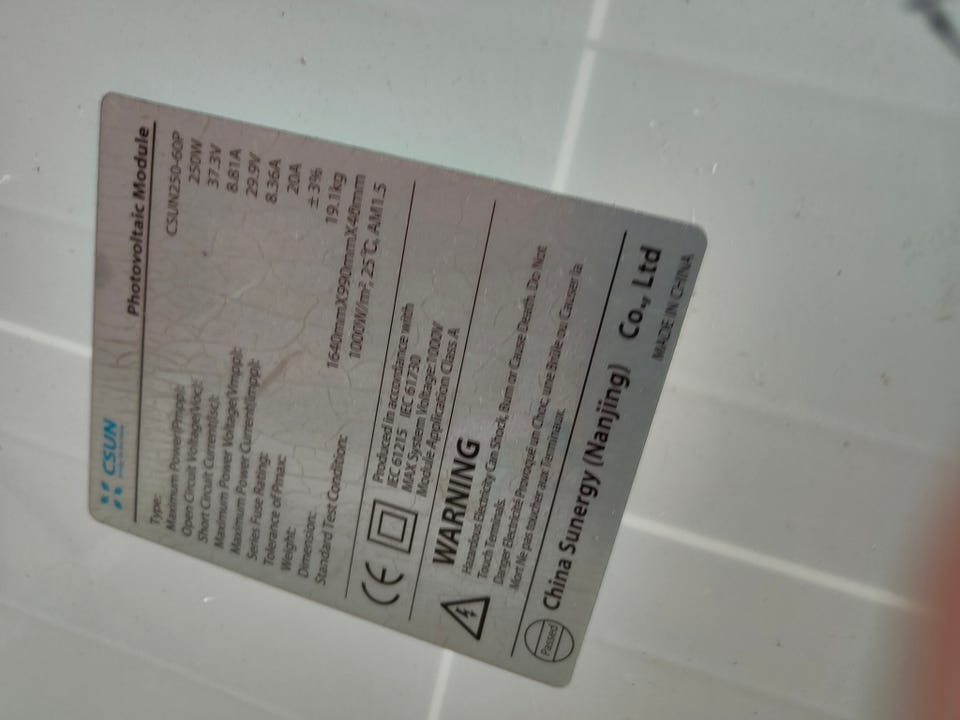 CSUN
Photovoltaic Module
Type: CSUN250-60P
Maximum Power(Pmpp): 250W
Open Circuit Voltage(Voc): 37.3V
Short Circuit Current(Isc): 8.81A
Maximum Power Voltage(Vmpp): 29.9V
Maximum Power Current(Impp): 8.36A
Series Fuse Rating: 20A
Tolerance of Pmax: ±3%
Weight: 19.1kg
Dimension: 1640mmX990mmX40mm
Standard Test Condition: 1000W/m², 25℃, AM1.5
CE
Produced in accordance with
IEC 61215 IEC 61730
MAX System Voltage:1000V
Module Application Class A
WARNING
Hazardous Electricity Can Shock, Burn or Cause Death. Do Not
Touch Terminals.
Danger Electricité Provoqué un Choc, une Brûle ou Causer la
Mort Ne pas toucher aux Terminaux.
Passed
China Sunergy (Nanjing) Co., Ltd
MADE IN CHINA